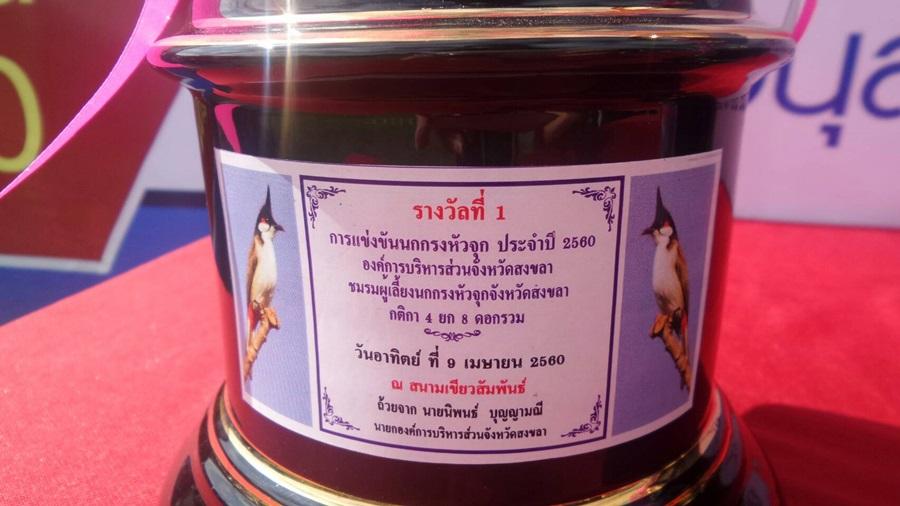 รางวัลที่ 1
การแข่งขันนกกรงหัวจุก ประจำปี 2560
องค์การบริหารส่วนจังหวัดสงขลา
ชมรมผู้เลี้ยงนกกรงหัวจุกจังหวัดสงขลา
กติกา 4 ยก 8 ดอกรวม
วันอาทิตย์ ที่ 9 เมษายน 2560
ณ สนามเขียวสัมพันธ์
ถ้วยจาก นายนิพนธ์ บุญญามณี
นายกองค์การบริหารส่วนจังหวัดสงขลา